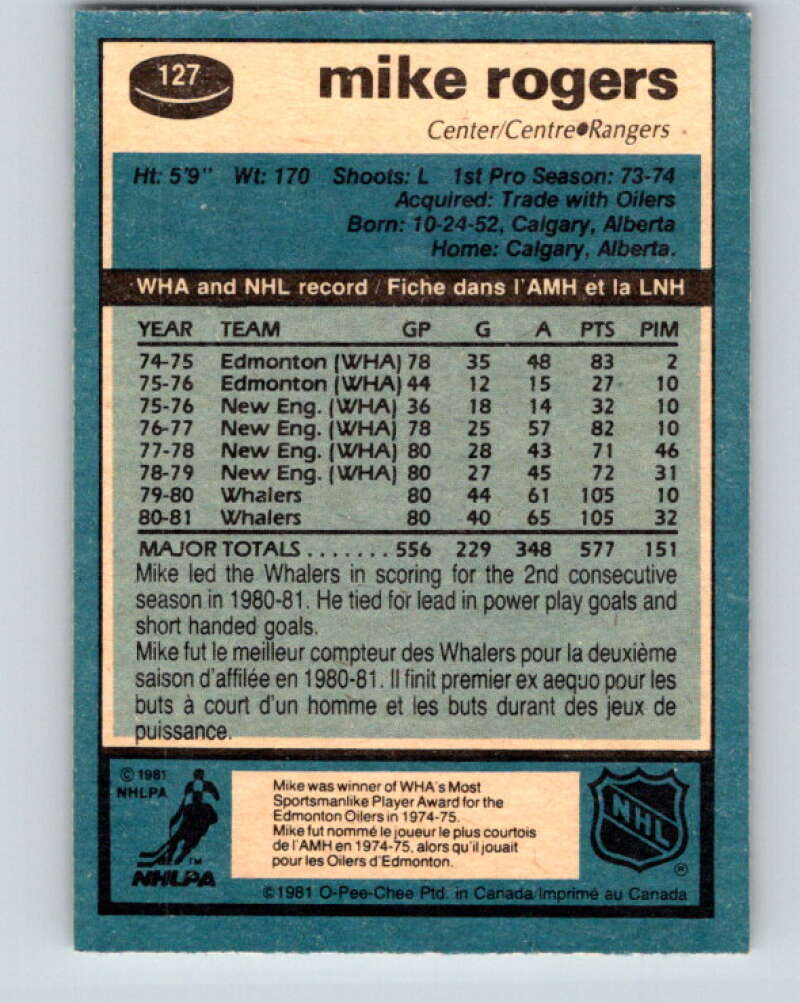 127
mike rogers
Center/Centre●Rangers
Ht: 5'9" Wt: 170 Shoots: L 1st Pro Season: 73-74
Acquired: Trade with Oilers
Born: 10-24-52, Calgary, Alberta
Home: Calgary, Alberta.
WHA and NHL record / Fiche dans l'AMH et la LNH
YEAR TEAM GP G A PTS PIM
74-75 Edmonton (WHA) 78 35 48 83 2
75-76 Edmonton (WHA) 44 12 15 27 10
75-76 New Eng. (WHA) 36 18 14 32 10
76-77 New Eng. (WHA) 78 25 57 82 10
77-78 New Eng. (WHA) 80 28 43 71 46
78-79 New Eng. (WHA) 80 27 45 72 31
79-80 Whalers 80 44 61 105 10
80-81 Whalers 80 40 65 105 32
MAJOR TOTALS ....... 556 229 348 577 151
Mike led the Whalers in scoring for the 2nd consecutive
season in 1980-81. He tied for lead in power play goals and
short handed goals.
Mike fut le meilleur compteur des Whalers pour la deuxième
saison d'affilée en 1980-81. Il finit premier ex aequo pour les
buts à court d'un homme et les buts durant des jeux de
puissance.
© 1981
NHLPA
TM
NHLPA
Mike was winner of WHA's Most
Sportsmanlike Player Award for the
Edmonton Oilers in 1974-75.
Mike fut nommé le joueur le plus courtois
de l'AMH en 1974-75, alors qu'il jouait
pour les Oilers d'Edmonton.
NHL
®
© 1981 O-Pee-Chee Ptd. in Canada/Imprimé au Canada